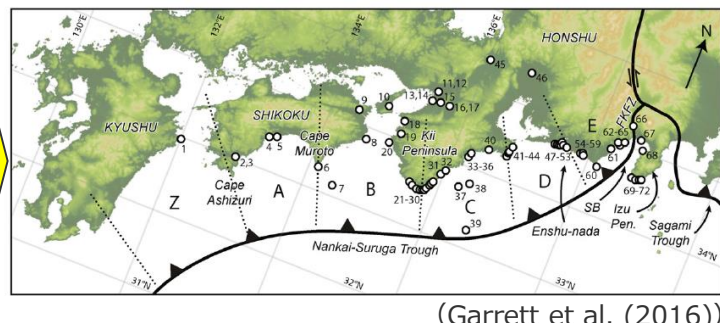 130°E
132°E
136°E
HONSHU
N
45
46
11,12
13,14
15
16,17
10
9
SHIKOKU
18
19
20
8
Kii
Peninsula
KYUSHU
1
2,3
4 5
Cape
Muroto
6
7
Cape
Ashizuri
Z
A
B
C
D
E
21-30
31
32
33-36
37
38
39
40
41-44
47-53
54-59
60
61
62-65
FKFZ
66
67
68
69-72
SB
Izu
Pen.
Enshu-nada
Sagami
Trough
Nankai-Suruga Trough
31°N
32°N
33°N
34°N
(Garrett et al. (2016))